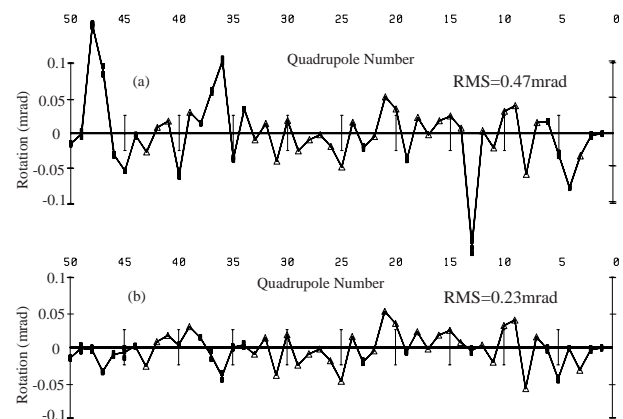 50 45 40 35 30 25 20 15 10 5 0
Quadrupole Number
0.1
(a)
RMS=0.47mrad
0.05
0
-0.05
-0.1
Rotation (mrad)
50 45 40 35 30 25 20 15 10 5 0
0.1
Quadrupole Number
(b)
RMS=0.23mrad
0.05
0
-0.05
-0.1
Rotation (mrad)